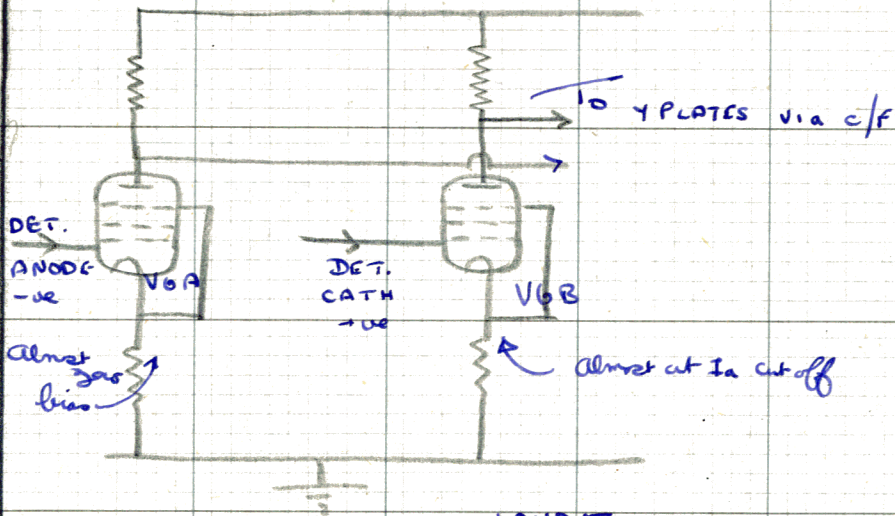 To Y PLATES via c/F
DET.
ANODE
-ve
V6A
DET.
CATH
+ve
V6B
Almost
zero
bias
Almost at Ia cut off